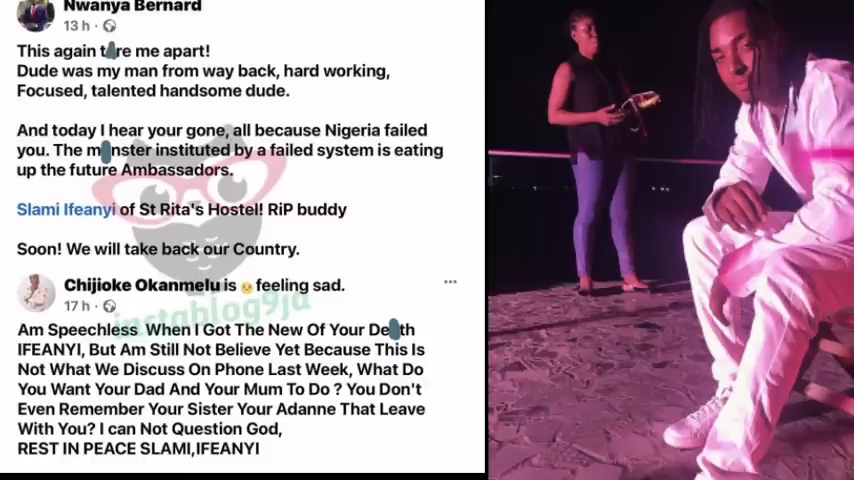 Nwanya Bernard
13 h ·
This again tore me apart!
Dude was my man from way back, hard working,
Focused, talented handsome dude.
And today I hear your gone, all because Nigeria failed
you. The monster instituted by a failed system is eating
up the future Ambassadors.
Slami Ifeanyi of St Rita's Hostel! RiP buddy
Soon! We will take back our Country.
Chijioke Okanmelu is feeling sad.
17 h ·
instablog9ja
Am Speechless When I Got The New Of Your Death
IFEANYI, But Am Still Not Believe Yet Because This Is
Not What We Discuss On Phone Last Week, What Do
You Want Your Dad And Your Mum To Do ? You Don't
Even Remember Your Sister Your Adanne That Leave
With You? I can Not Question God,
REST IN PEACE SLAMI,IFEANYI